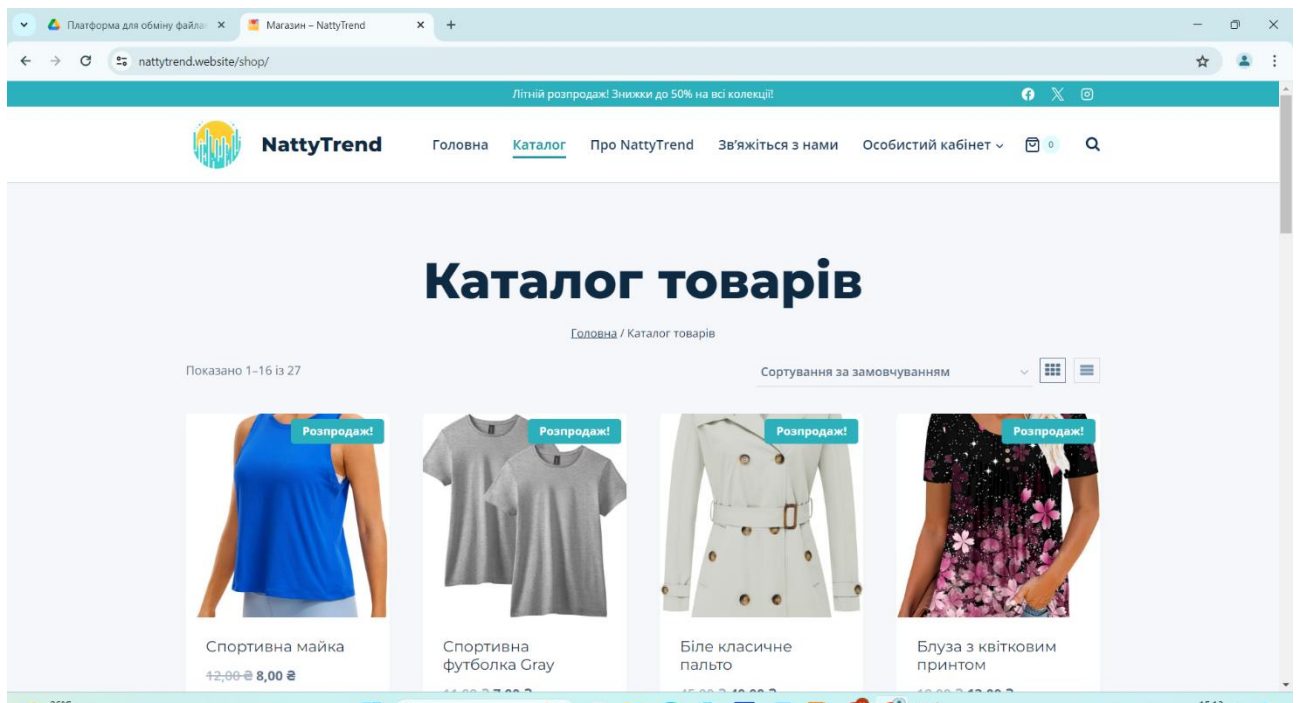 Платформа для обміну файла
Магазин – NattyTrend
nattytrend.website/shop/
Літній розпродаж! Знижки до 50% на всі колекції!
NattyTrend Головна Каталог Про NattyTrend Зв’яжіться з нами Особистий кабінет 0
Каталог товарів
Головна / Каталог товарів
Показано 1–16 із 27 Сортування за замовчуванням
Розпродаж! Розпродаж! Розпродаж! Розпродаж!
Спортивна майка
12,00 ₴ 8,00 ₴
Спортивна
футболка Gray
Біле класичне
пальто
Блуза з квітковим
принтом